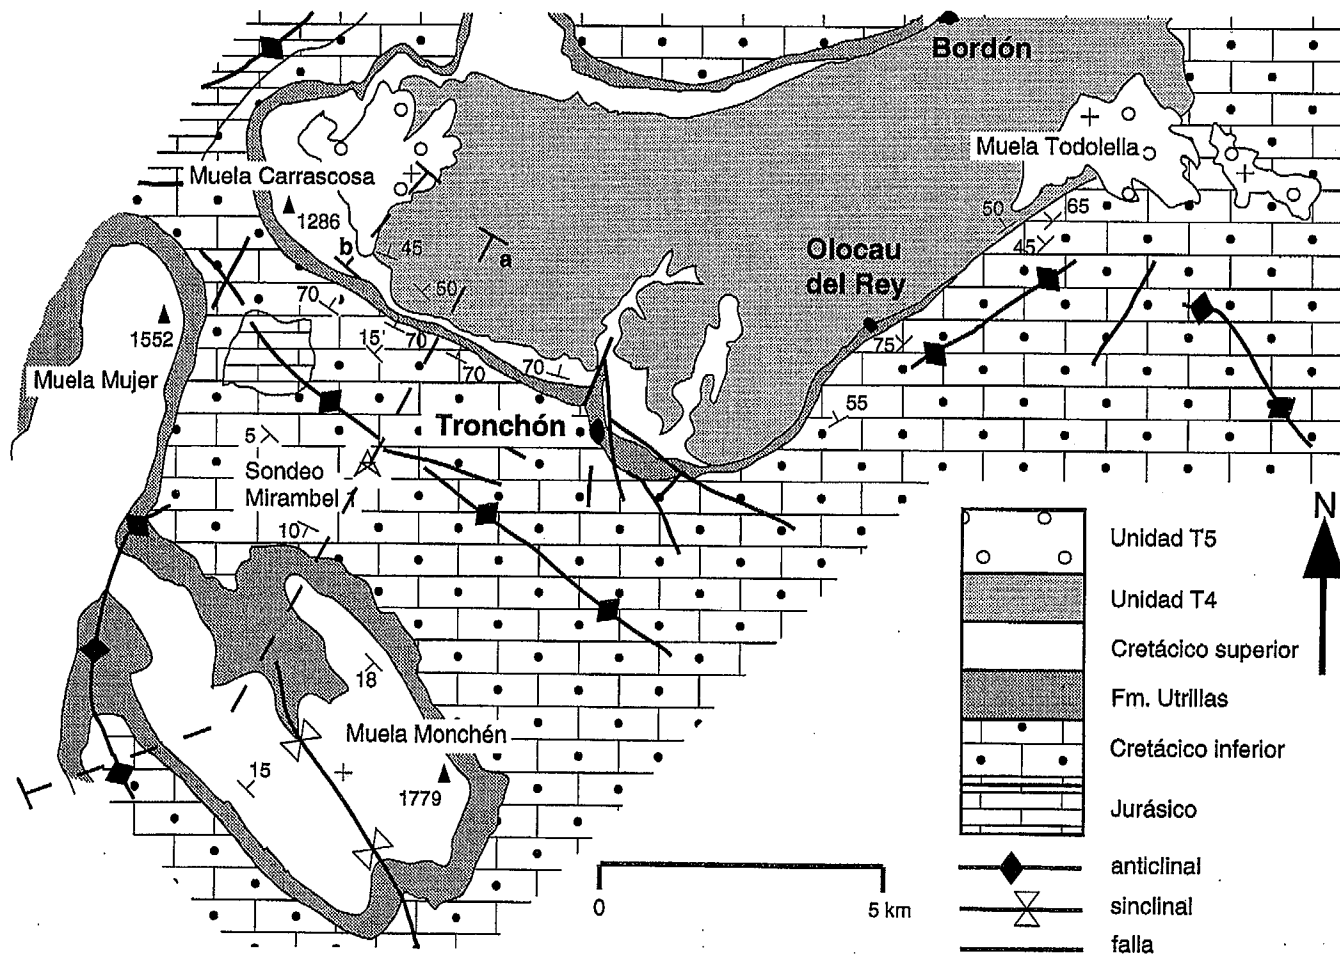 Bordón
Muela Todolella
Muela Carrascosa
1286
b
45
a
50
50
65
45
Olocau
del Rey
70
15'
70
70
70
75
1552
Muela Mujer
55
Tronchón
5
Sondeo
Mirambel 1
10
N
18
Muela Monchén
15
1779
Unidad T5
Unidad T4
Cretácico superior
Fm. Utrillas
Cretácico inferior
Jurásico
anticlinal
sinclinal
falla
0
5 km